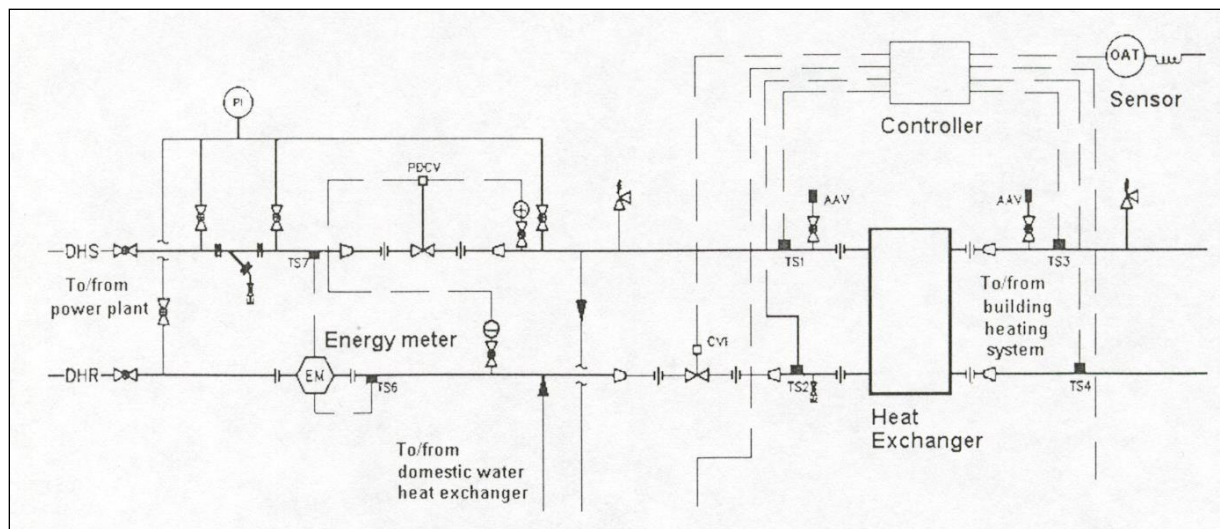 PI
OAT
Sensor
Controller
PDCV
AAV
AAV
DHS
TS7
TS1
TS3
To/from
power plant
To/from
building
heating
system
Energy meter
CV1
DHR
EM
TS6
TS2
TS4
Heat
Exchanger
To/from
domestic water
heat exchanger